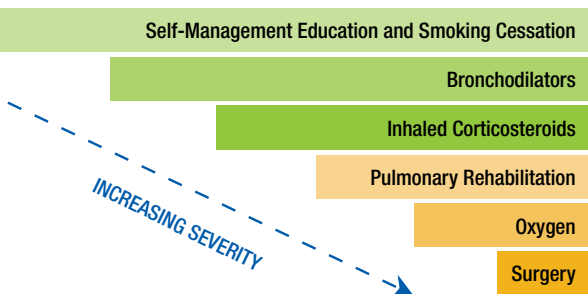 Self-Management Education and Smoking Cessation
Bronchodilators
Inhaled Corticosteroids
Pulmonary Rehabilitation
Oxygen
Surgery
INCREASING SEVERITY